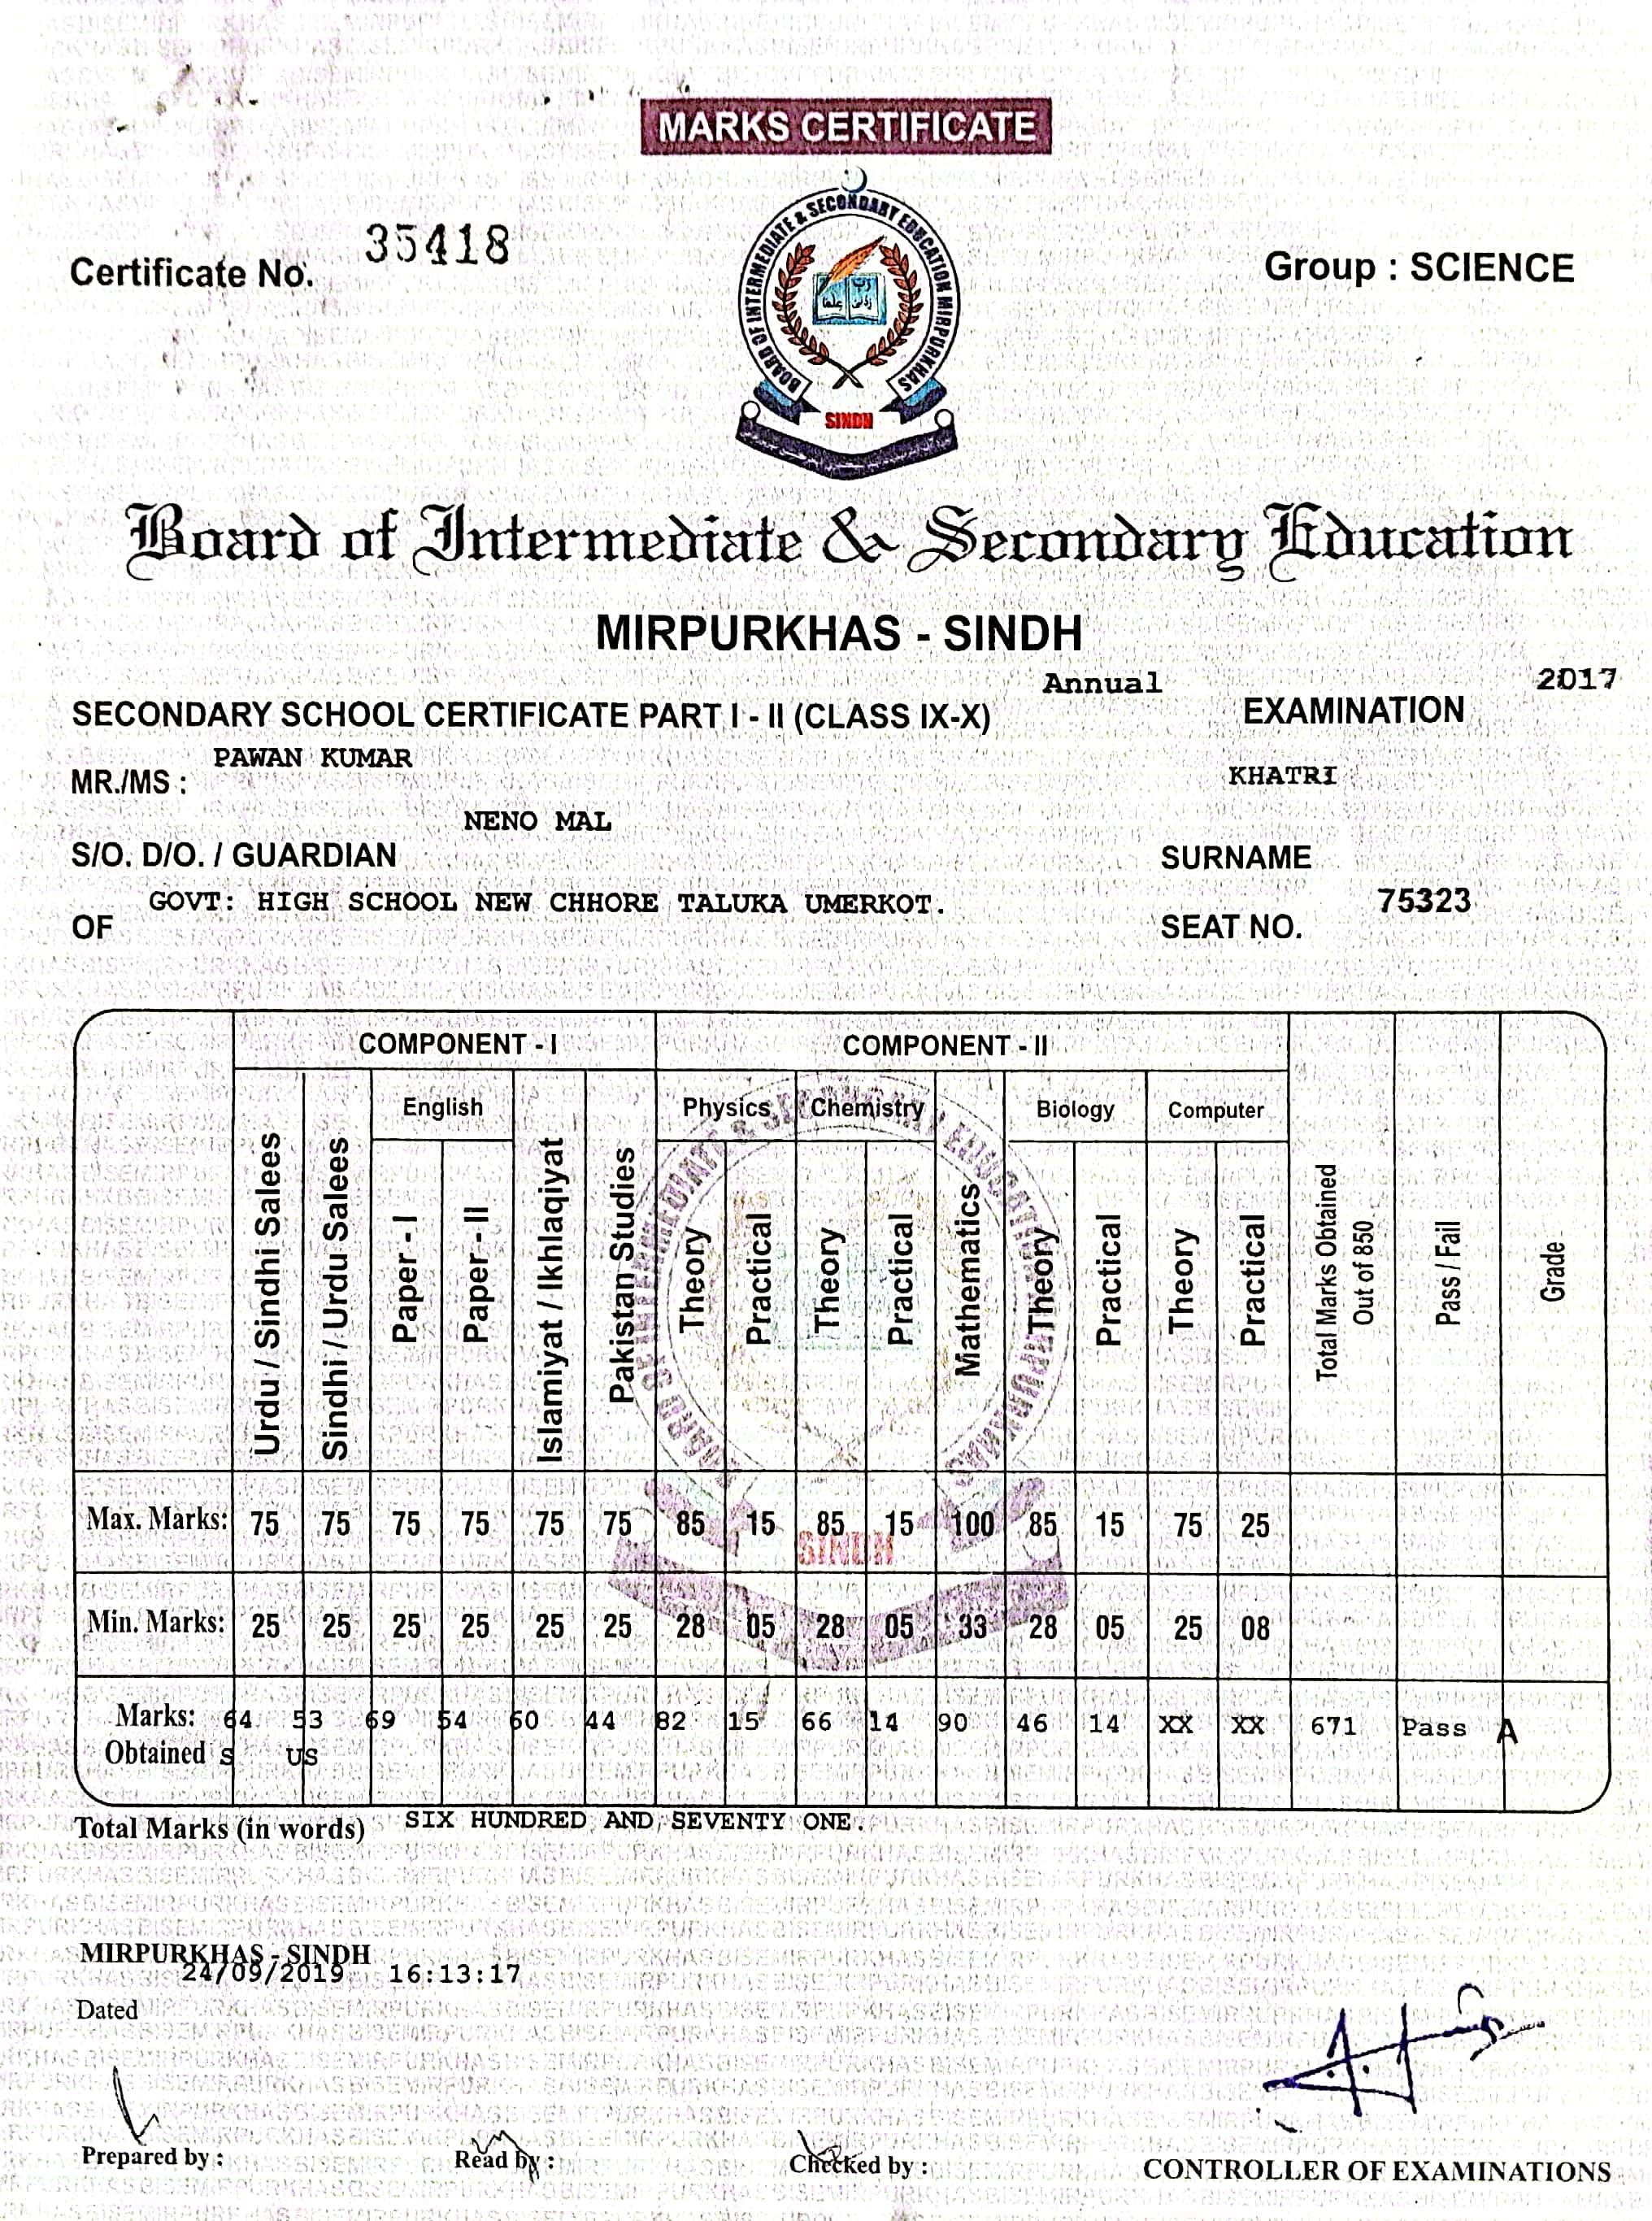 MARKS CERTIFICATE
Certificate No. 35418
BOARD OF INTERMEDIATE & SECONDARY EDUCATION MIRPURKHAS
SINDH
Group : SCIENCE
Board of Intermediate & Secondary Education
MIRPURKHAS - SINDH
SECONDARY SCHOOL CERTIFICATE PART I - II (CLASS IX-X) Annual EXAMINATION 2017
MR./MS : PAWAN KUMAR KHATRI
S/O. D/O. / GUARDIAN NENO MAL SURNAME
OF GOVT: HIGH SCHOOL NEW CHHORE TALUKA UMERKOT. SEAT NO. 75323
COMPONENT - I COMPONENT - II
English Physics Chemistry Biology Computer
Urdu / Sindhi Salees Sindhi / Urdu Salees Paper - I Paper - II Islamiyat / Ikhlaqiyat Pakistan Studies Theory Practical Theory Practical Mathematics Theory Practical Theory Practical Total Marks Obtained Out of 850 Pass / Fail Grade
Max. Marks: 75 75 75 75 75 75 85 15 85 15 100 85 15 75 25
Min. Marks: 25 25 25 25 25 25 28 05 28 05 33 28 05 25 08
Marks: 64 53 69 54 60 44 82 15 66 14 90 46 14 XX XX 671 Pass A
Obtained S US
Total Marks (in words) SIX HUNDRED AND SEVENTY ONE.
MIRPURKHAS - SINDH
24/09/2019 16:13:17
Dated
Prepared by : Read by : Checked by : CONTROLLER OF EXAMINATIONS